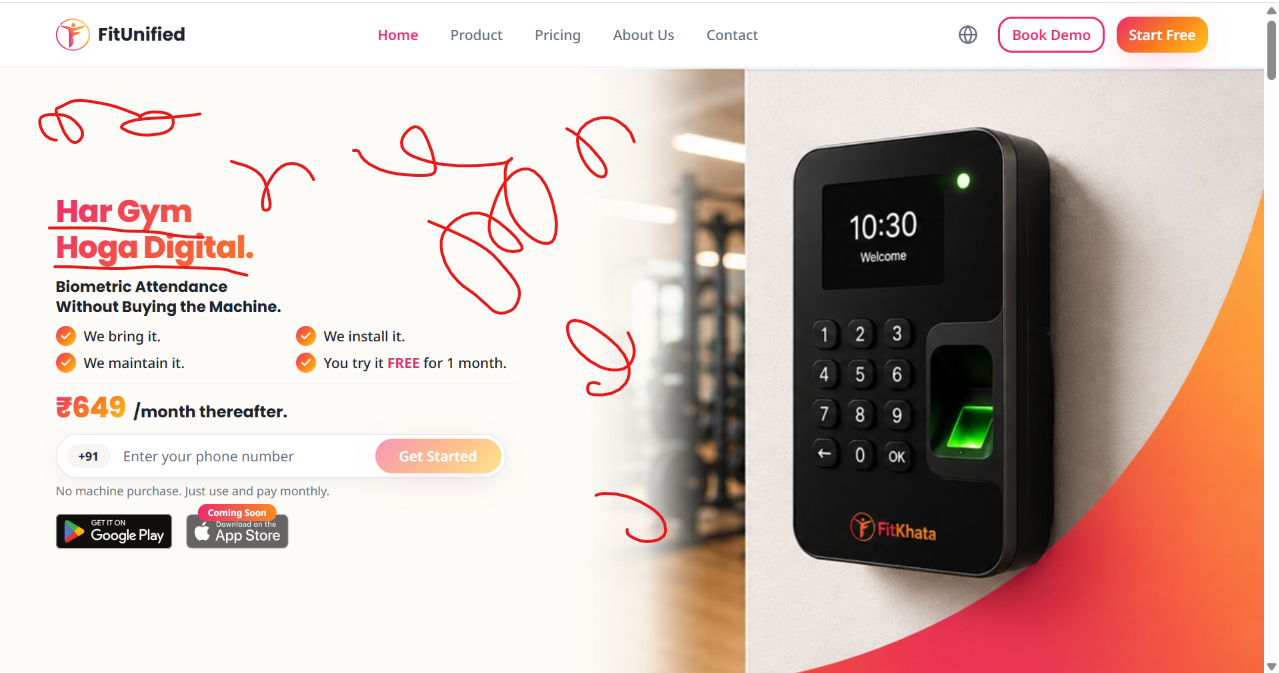 FitUnified
Home Product Pricing About Us Contact
Book Demo
Start Free
Har Gym
Hoga Digital.
Biometric Attendance
Without Buying the Machine.
We bring it. We install it.
We maintain it. You try it FREE for 1 month.
₹649 /month thereafter.
+91 Enter your phone number Get Started
No machine purchase. Just use and pay monthly.
Coming Soon
GET IT ON
Google Play
Download on the
App Store
10:30
Welcome
1 2 3
4 5 6
7 8 9
← 0 OK
FitKhata